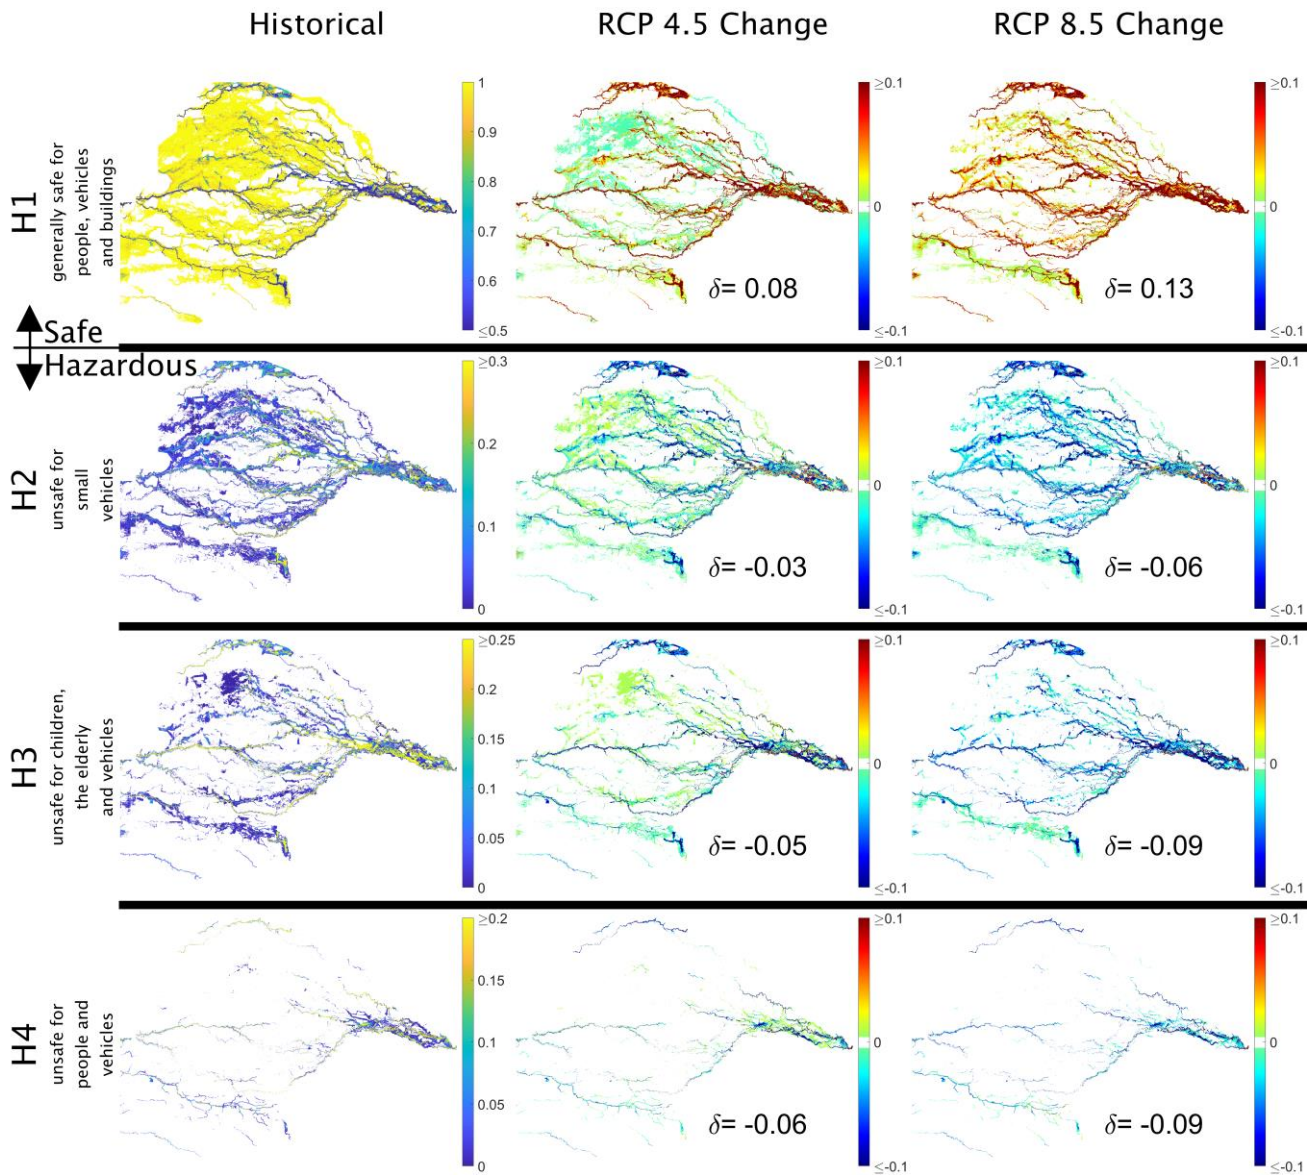 Historical
RCP 4.5 Change
RCP 8.5 Change
H1
generally safe for
people, vehicles
and buildings
1
0.9
0.8
0.7
0.6
≤0.5
≥0.1
0
≤-0.1
δ= 0.08
≥0.1
0
≤-0.1
δ= 0.13
Safe
Hazardous
H2
unsafe for
small
vehicles
≥0.3
0.2
0.1
0
≥0.1
0
≤-0.1
δ= -0.03
≥0.1
0
≤-0.1
δ= -0.06
H3
unsafe for children,
the elderly
and vehicles
≥0.25
0.2
0.15
0.1
0.05
0
≥0.1
0
≤-0.1
δ= -0.05
≥0.1
0
≤-0.1
δ= -0.09
H4
unsafe for
people and
vehicles
≥0.2
0.15
0.1
0.05
0
≥0.1
0
≤-0.1
δ= -0.06
≥0.1
0
≤-0.1
δ= -0.09